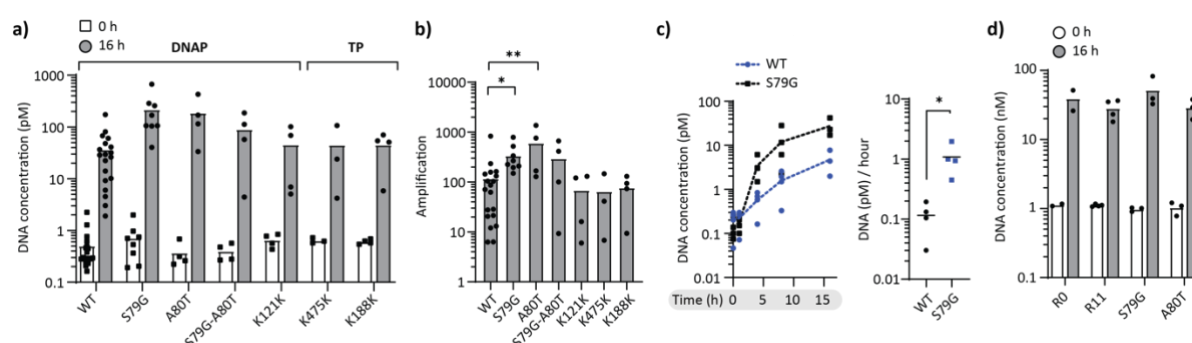 a)
0 h
16 h
DNAP
TP
DNA concentration (pM)
1000
100
10
1
0.1
WT
S79G
A80T
S79G-A80T
K121K
K475K
K188K
b)
**
*
Amplification
10000
1000
100
10
1
WT
S79G
A80T
S79G-A80T
K121K
K475K
K188K
c)
WT
S79G
DNA concentration (pM)
100
10
1
0.1
0.01
Time (h)
0
5
10
15
*
DNA (pM) / hour
10
1
0.1
0.01
WT
S79G
d)
0 h
16 h
DNA concentration (nM)
100
10
1
0.1
R0
R11
S79G
A80T